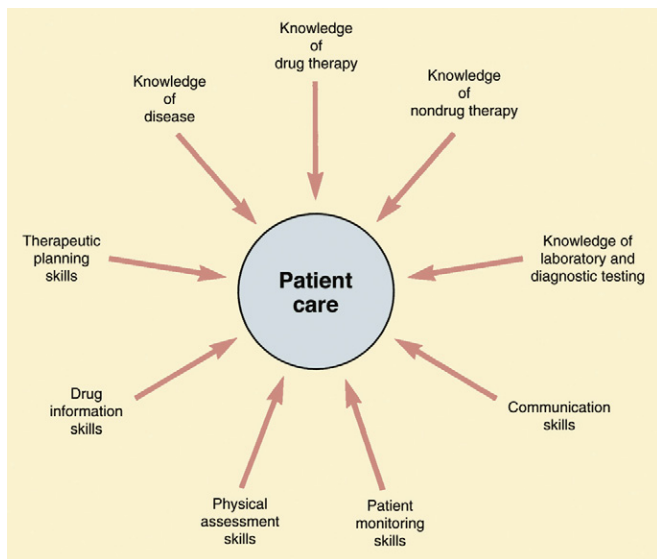 Knowledge
of
drug therapy
Knowledge
of
nondrug therapy
Knowledge of
laboratory and
diagnostic testing
Communication
skills
Patient
monitoring skills
Physical
assessment
skills
Drug
information
skills
Therapeutic
planning
skills
Knowledge
of
disease
Patient
care